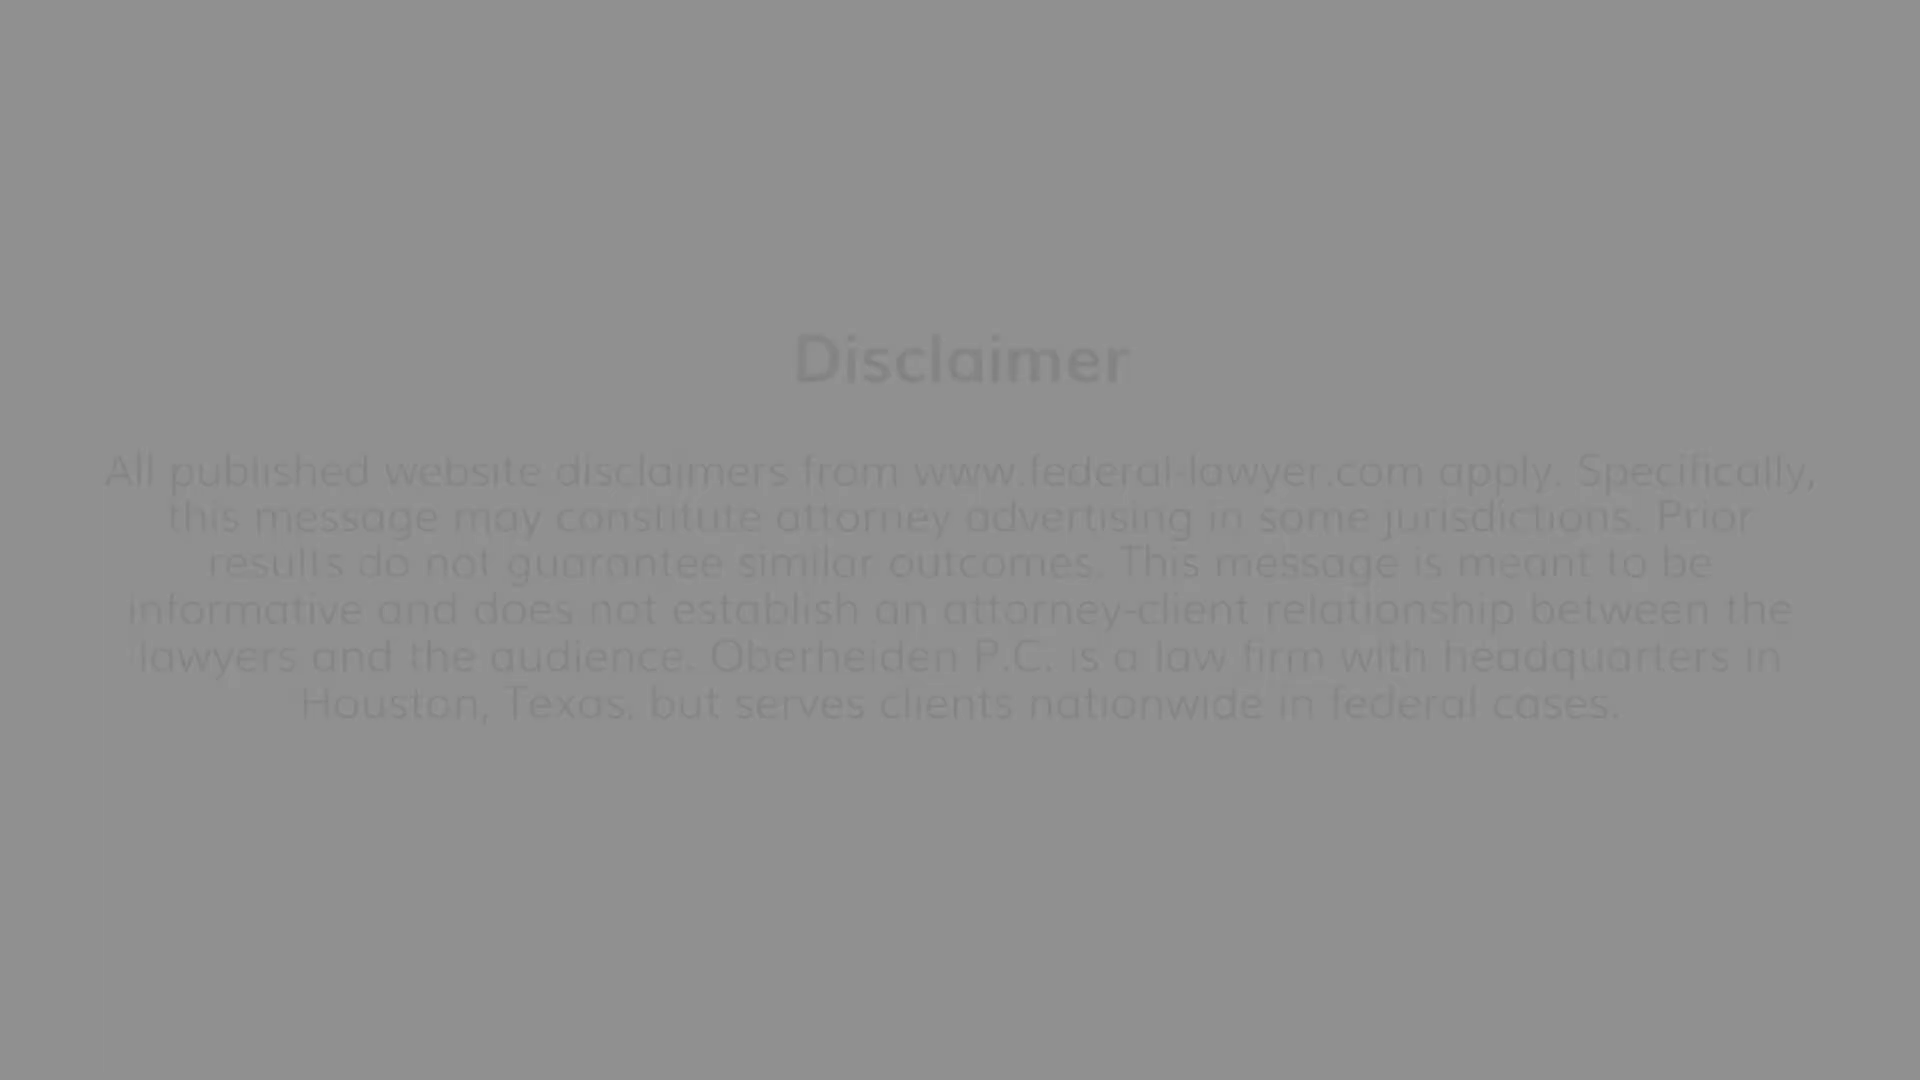 Disclaimer
All published website disclaimers from www.federal-lawyer.com apply. Specifically,
this message may constitute attorney advertising in some jurisdictions. Prior
results do not guarantee similar outcomes. This message is meant to be
informative and does not establish an attorney-client relationship between the
lawyers and the audience. Oberheiden P.C. is a law firm with headquarters in
Houston, Texas, but serves clients nationwide in federal cases.